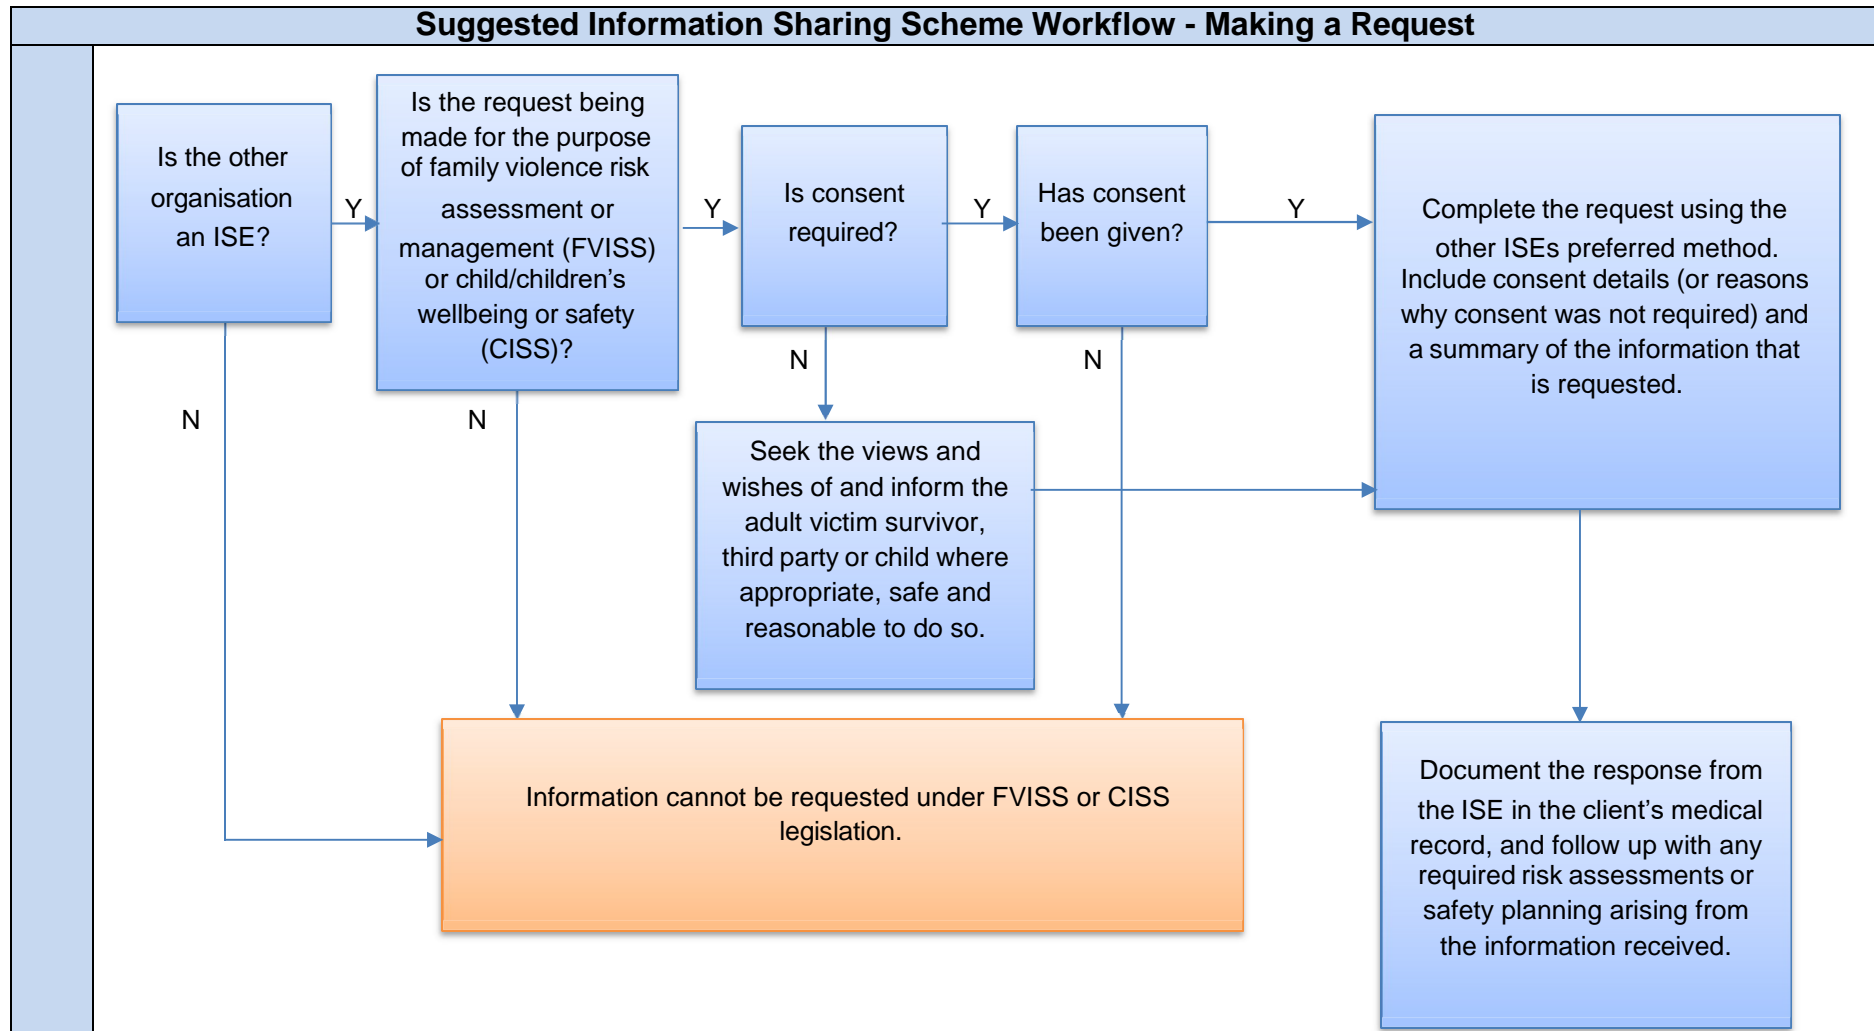 Suggested Information Sharing Scheme Workflow - Making a Request
Is the other
organisation
an ISE?
Y
N
Is the request being
made for the purpose
of family violence risk
assessment or
management (FVISS)
or child/children’s
wellbeing or safety
(CISS)?
Y
N
Is consent
required?
Y
N
Has consent
been given?
Y
N
Complete the request using the
other ISEs preferred method.
Include consent details (or reasons
why consent was not required) and
a summary of the information that
is requested.
Seek the views and
wishes of and inform the
adult victim survivor,
third party or child where
appropriate, safe and
reasonable to do so.
Information cannot be requested under FVISS or CISS
legislation.
Document the response from
the ISE in the client’s medical
record, and follow up with any
required risk assessments or
safety planning arising from
the information received.